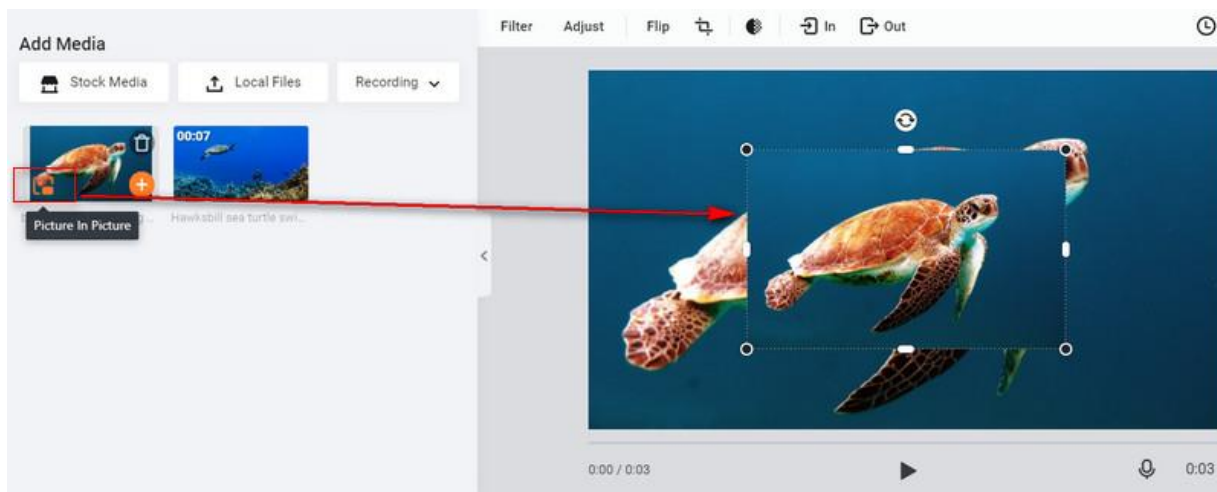 Filter Adjust Flip In Out
Add Media
Stock Media Local Files Recording
00:07
Hawksbill sea turtle swi...
Picture In Picture
0:00 / 0:03 0:03